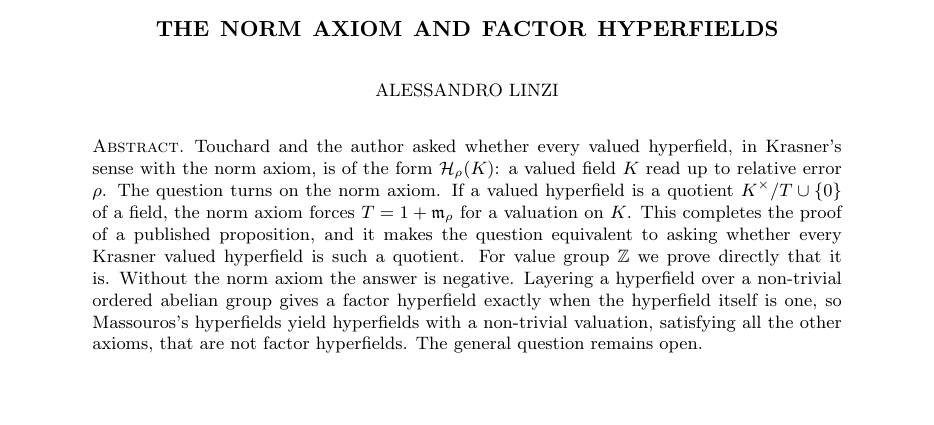 THE NORM AXIOM AND FACTOR HYPERFIELDS
ALESSANDRO LINZI
ABSTRACT. Touchard and the author asked whether every valued hyperfield, in Krasner's
sense with the norm axiom, is of the form ℋρ(K): a valued field K read up to relative error
ρ. The question turns on the norm axiom. If a valued hyperfield is a quotient K×/T ∪ {0}
of a field, the norm axiom forces T = 1 + 𝔪ρ for a valuation on K. This completes the proof
of a published proposition, and it makes the question equivalent to asking whether every
Krasner valued hyperfield is such a quotient. For value group ℤ we prove directly that it
is. Without the norm axiom the answer is negative. Layering a hyperfield over a non-trivial
ordered abelian group gives a factor hyperfield exactly when the hyperfield itself is one, so
Massouros's hyperfields yield hyperfields with a non-trivial valuation, satisfying all the other
axioms, that are not factor hyperfields. The general question remains open.